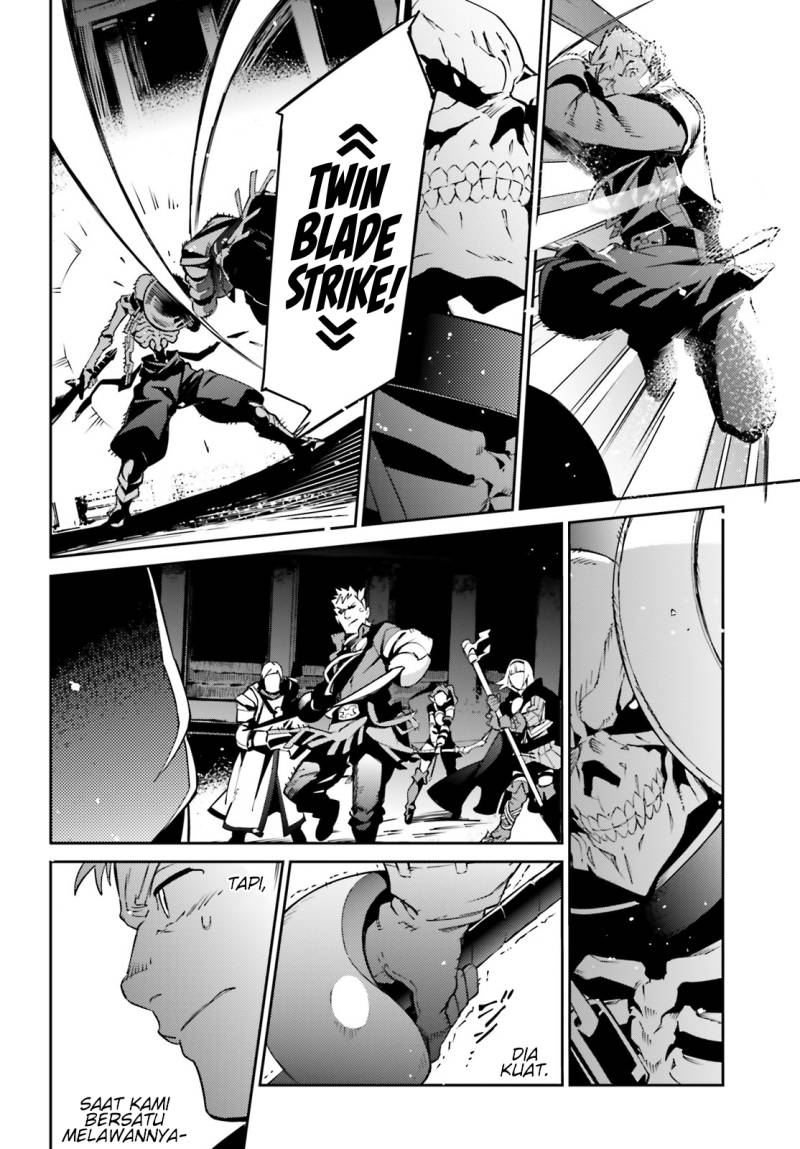 《
TWIN
BLADE
STRIKE!
》
DIA
KUAT.
TAPI,
SAAT KAMI
BERSATU
MELAWANNYA-